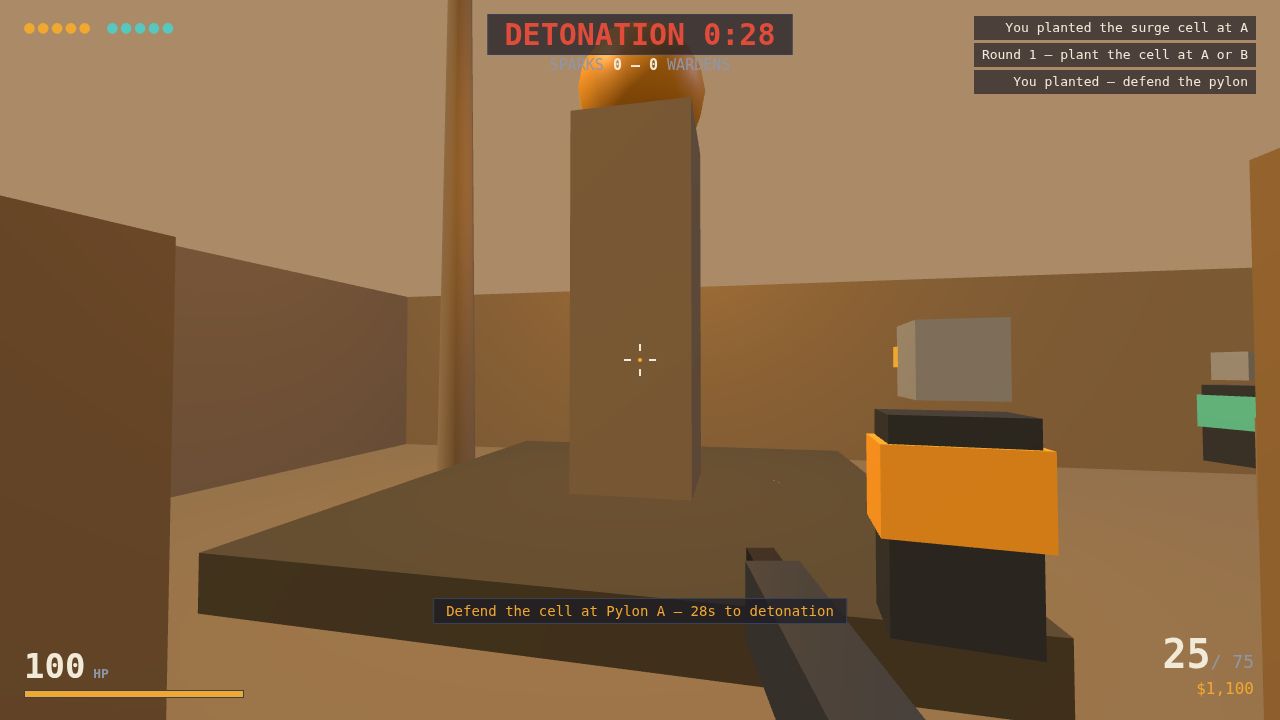 DETONATION 0:28
SPARKS 0 — 0 WARDENS
You planted the surge cell at A
Round 1 — plant the cell at A or B
You planted — defend the pylon
Defend the cell at Pylon A — 28s to detonation
100 HP
25 / 75
$1,100